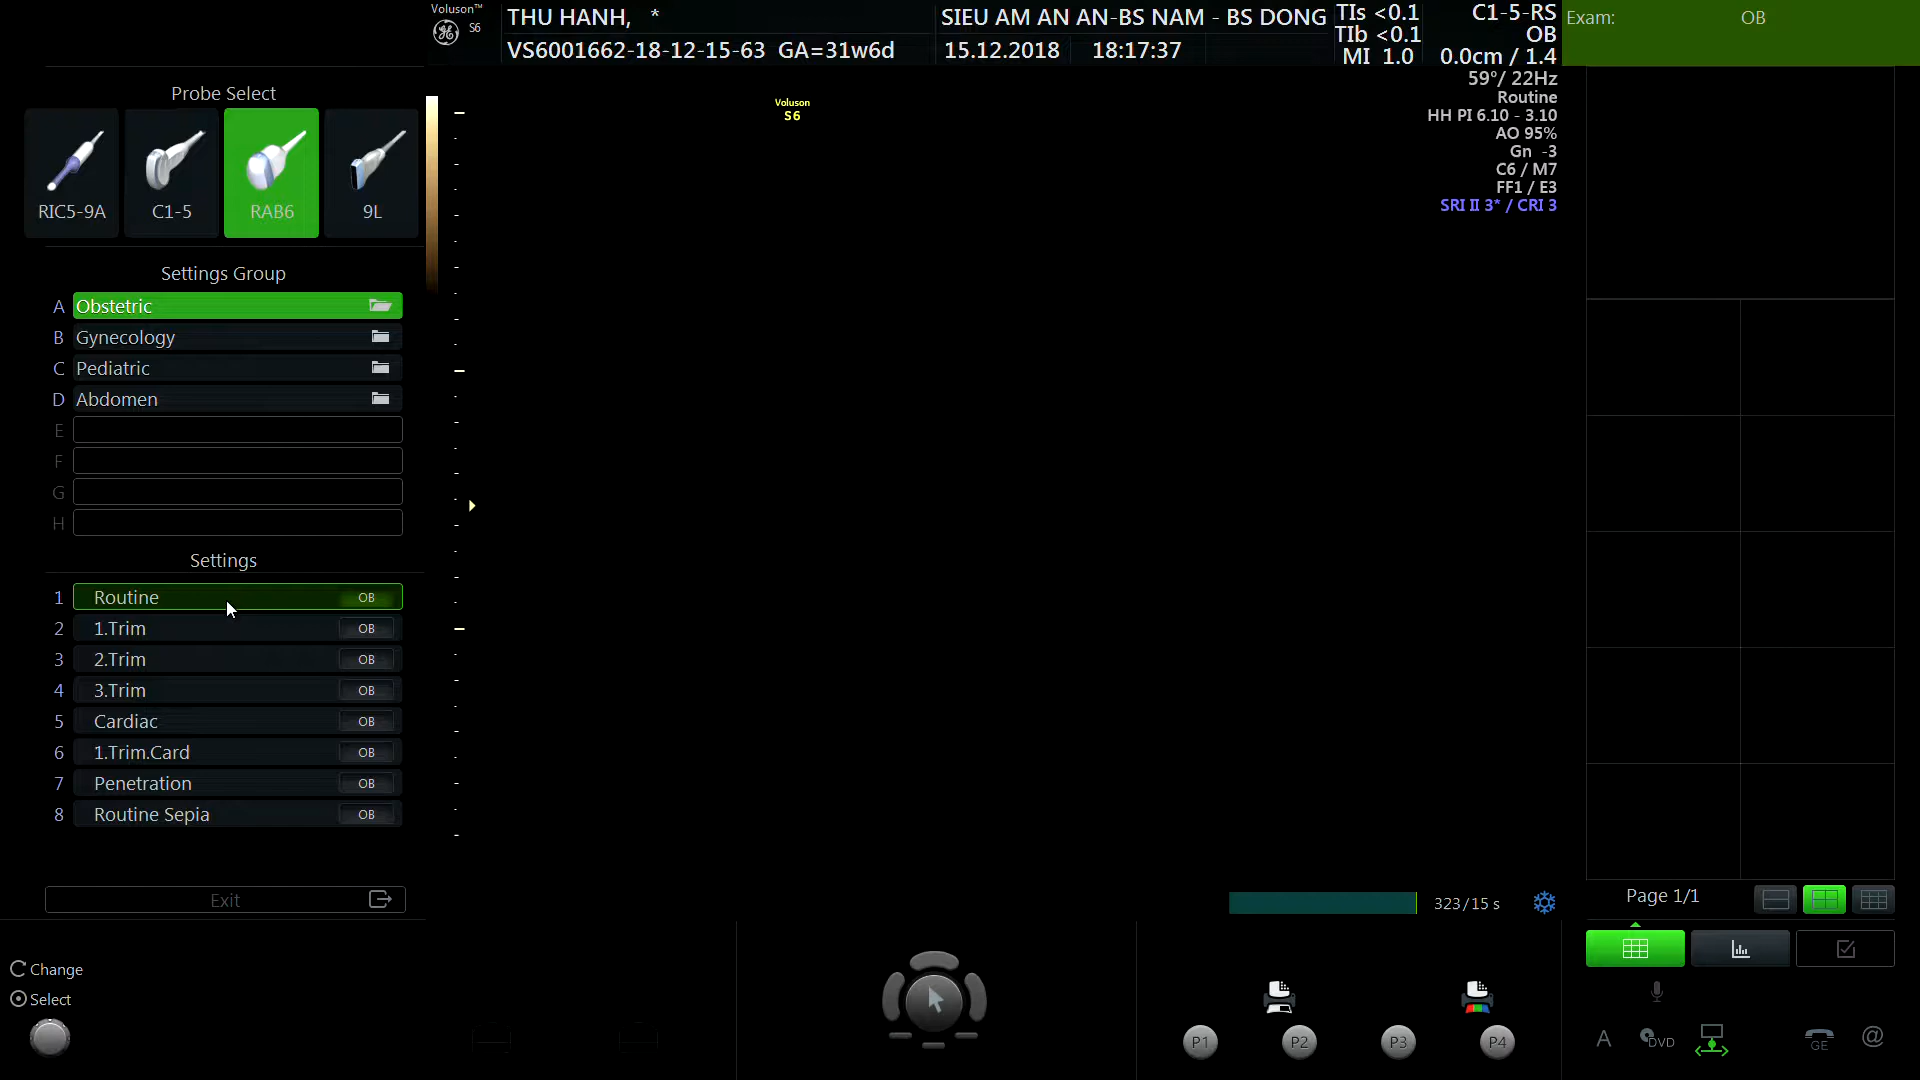 Voluson™
S6
THU HANH, *
SIEU AM AN AN-BS NAM - BS DONG
VS6001662-18-12-15-63 GA=31w6d
15.12.2018 18:17:37
TIs <0.1
TIb <0.1
MI 1.0
C1-5-RS
OB
0.0cm / 1.4
Exam: OB
59°/ 22Hz
Routine
HH PI 6.10 - 3.10
AO 95%
Gn -3
C6 / M7
FF1 / E3
SRI II 3* / CRI 3
Voluson
S6
Probe Select
RIC5-9A
C1-5
RAB6
9L
Settings Group
A Obstetric
B Gynecology
C Pediatric
D Abdomen
E
F
G
H
Settings
1 Routine OB
2 1.Trim OB
3 2.Trim OB
4 3.Trim OB
5 Cardiac OB
6 1.Trim.Card OB
7 Penetration OB
8 Routine Sepia OB
Exit
Change
Select
323/15 s
Page 1/1
P1
P2
P3
P4
A
DVD
GE
@